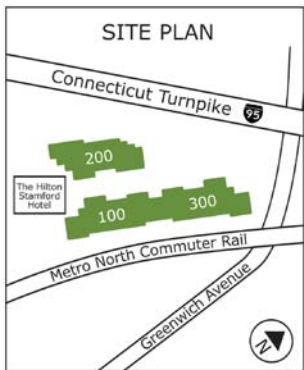 SITE PLAN
Connecticut Turnpike
95
200
The Hilton
Stamford
Hotel
100
300
Metro North Commuter Rail
Greenwich Avenue
N